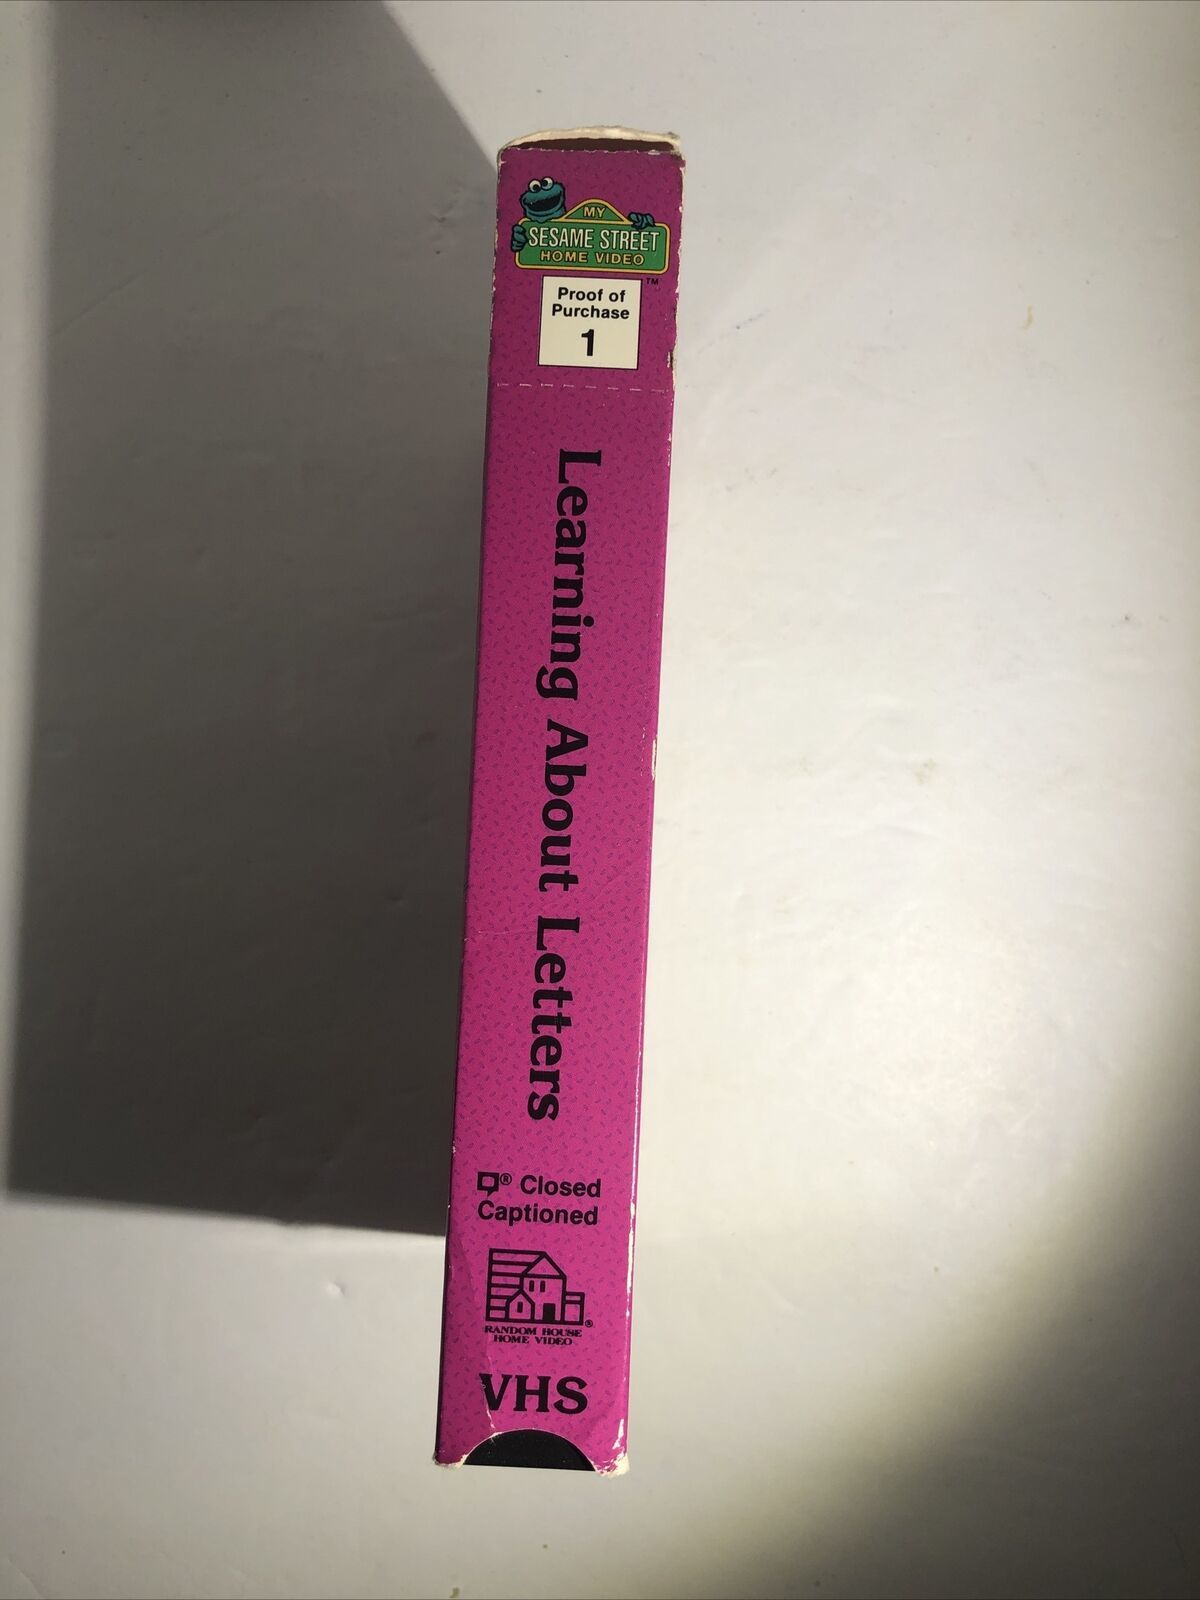 MY
SESAME STREET
HOME VIDEO
™
Proof of
Purchase
1
Learning About Letters
® Closed
Captioned
®
RANDOM HOUSE
HOME VIDEO
VHS